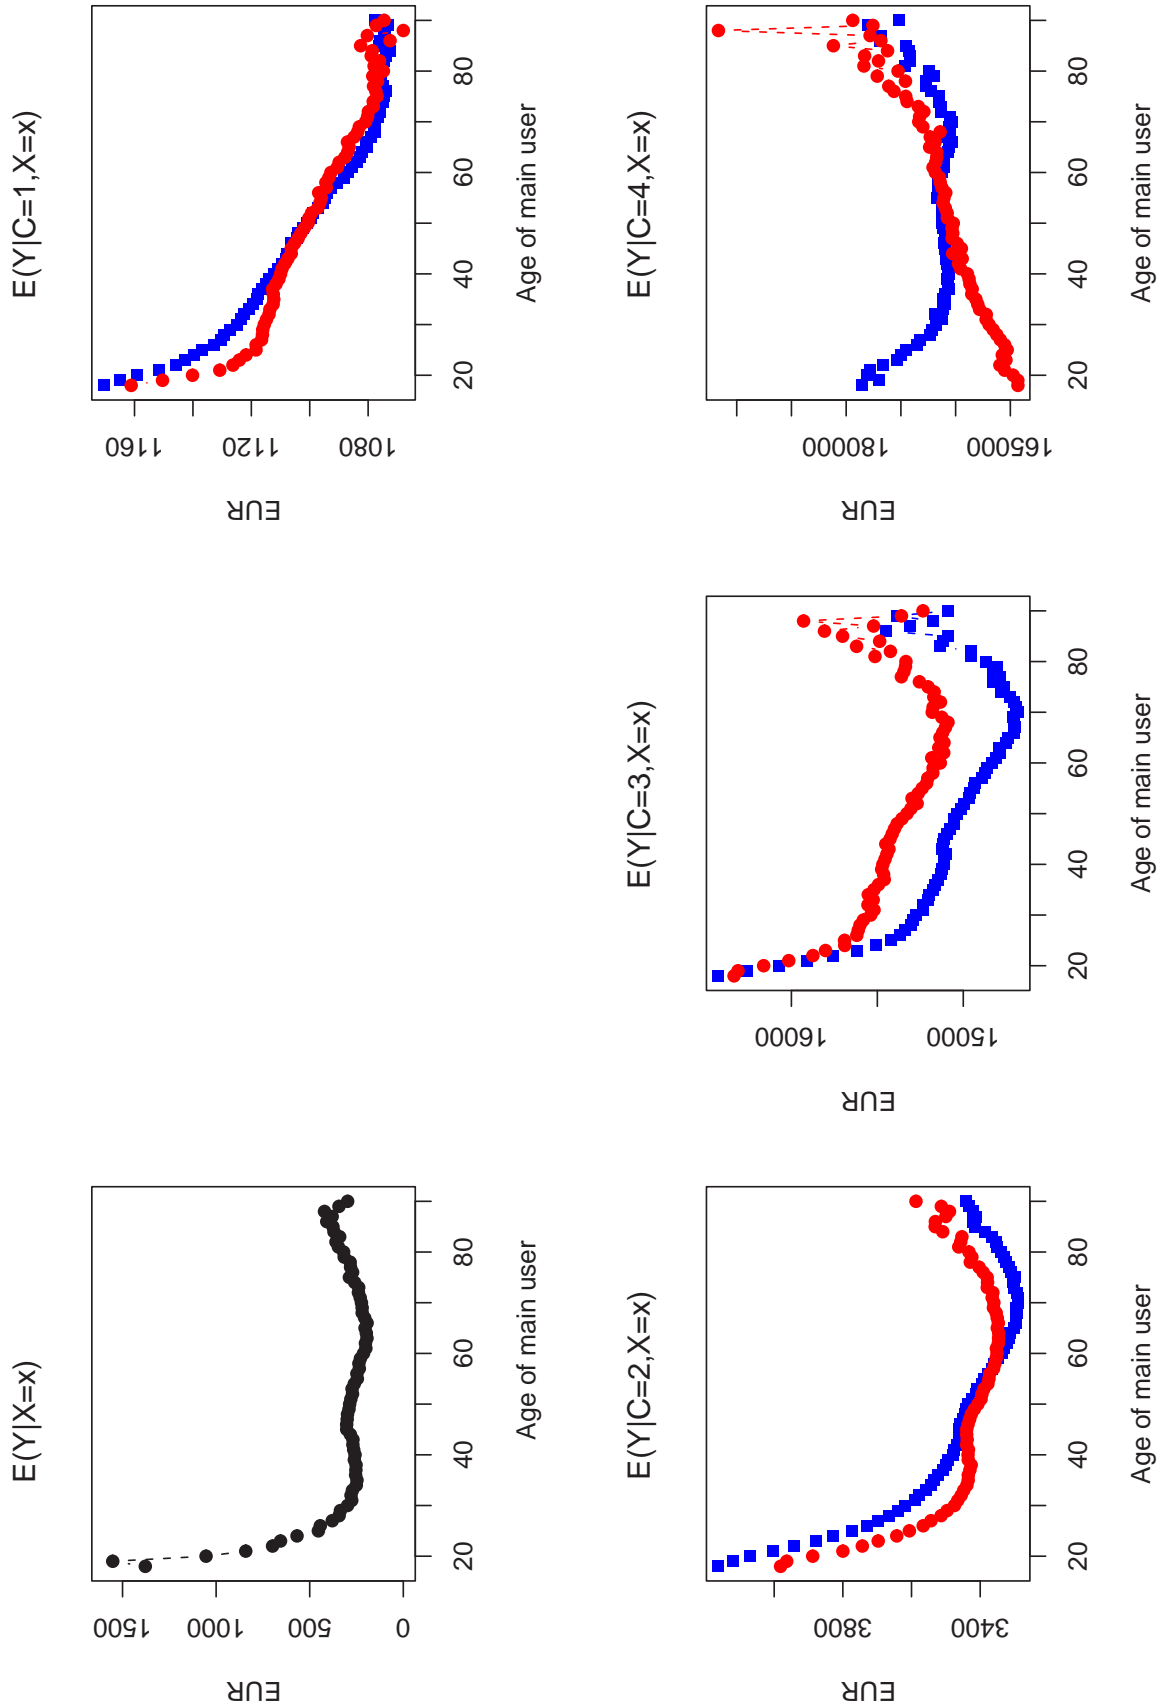 E(Y|X=x)
EUR
1500
1000
500
0
20 40 60 80
Age of main user
E(Y|C=1,X=x)
EUR
1160
1120
1080
20 40 60 80
Age of main user
E(Y|C=2,X=x)
EUR
3800
3400
20 40 60 80
Age of main user
E(Y|C=3,X=x)
EUR
16000
15000
20 40 60 80
Age of main user
E(Y|C=4,X=x)
EUR
180000
165000
20 40 60 80
Age of main user